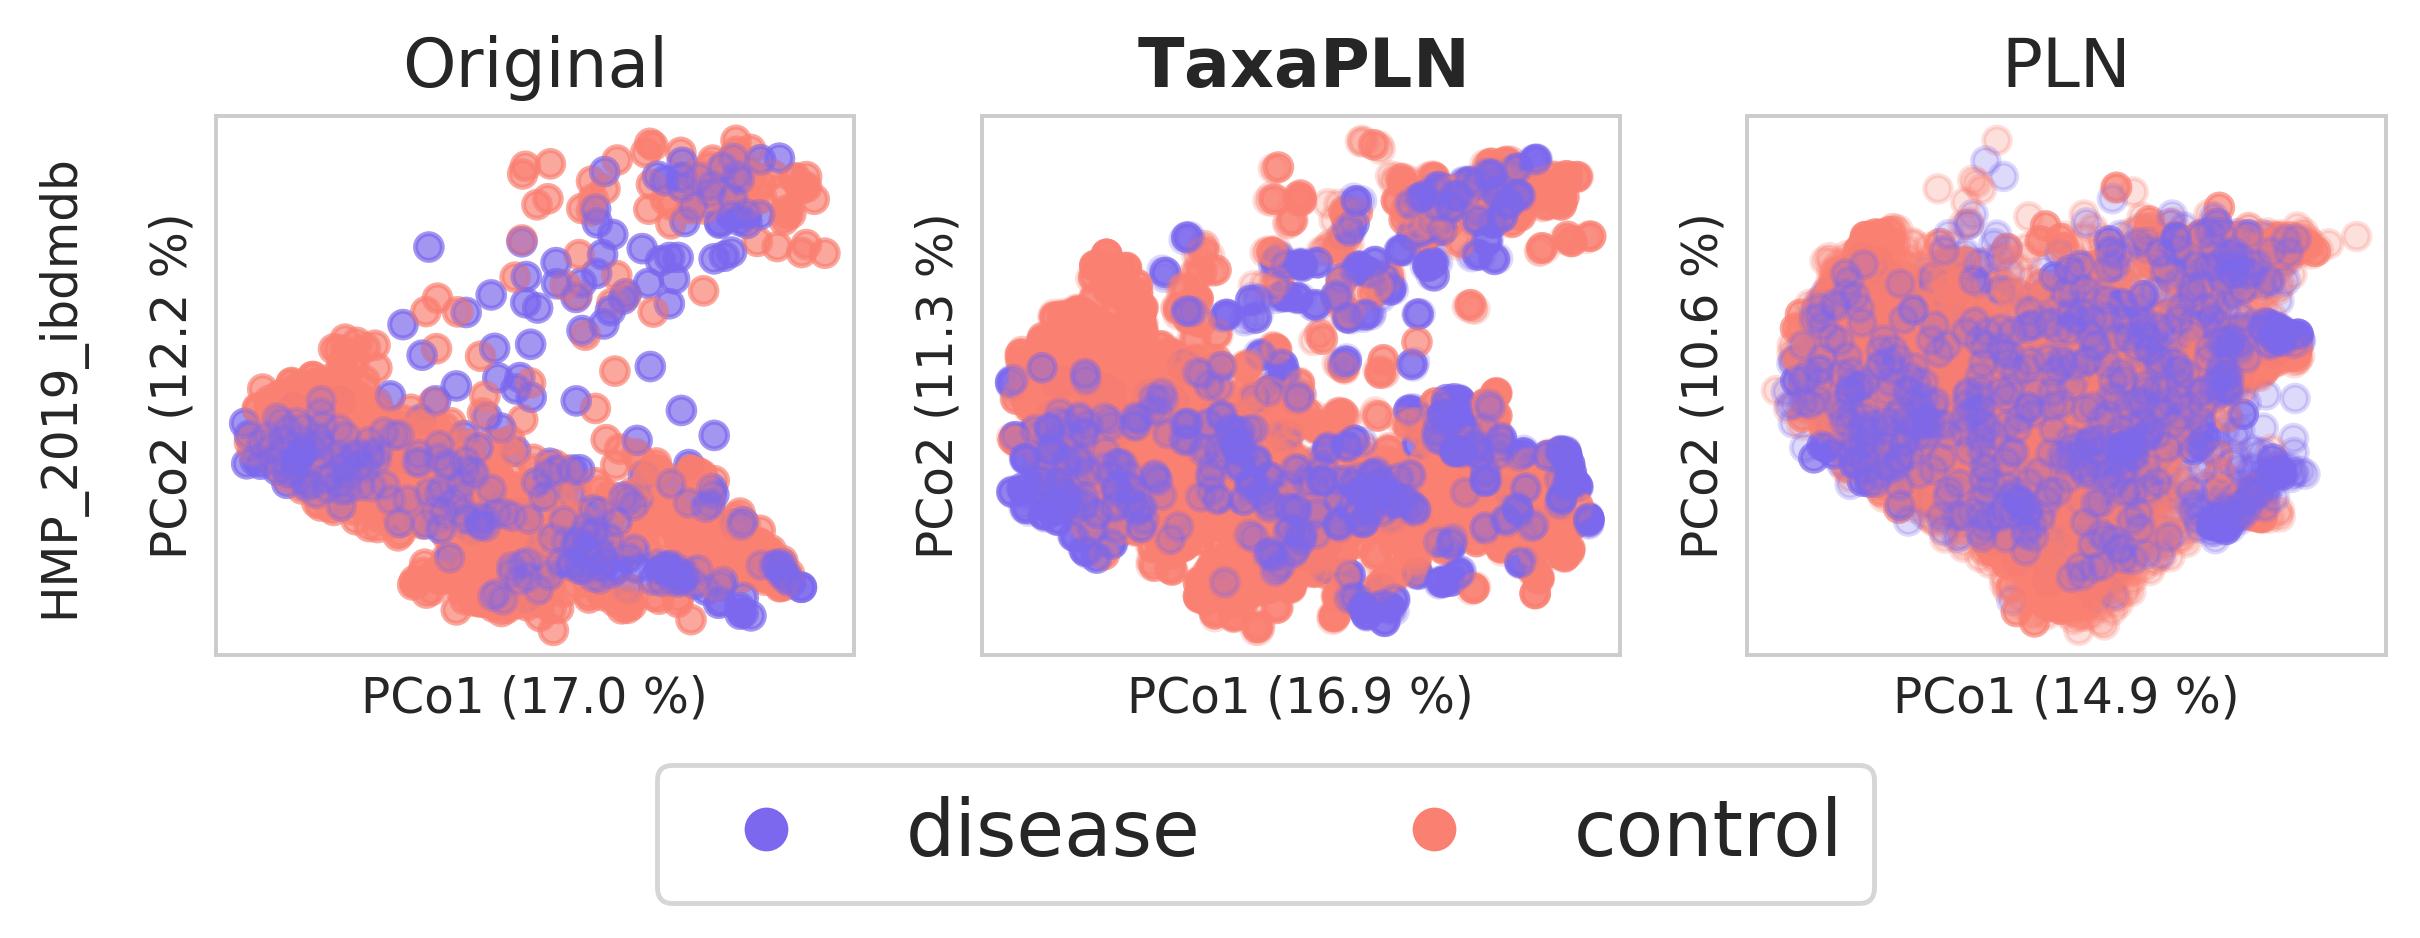 Original
TaxaPLN
PLN
HMP_2019_ibdmdb
PCo2 (12.2 %)
PCo2 (11.3 %)
PCo2 (10.6 %)
PCo1 (17.0 %)
PCo1 (16.9 %)
PCo1 (14.9 %)
disease
control